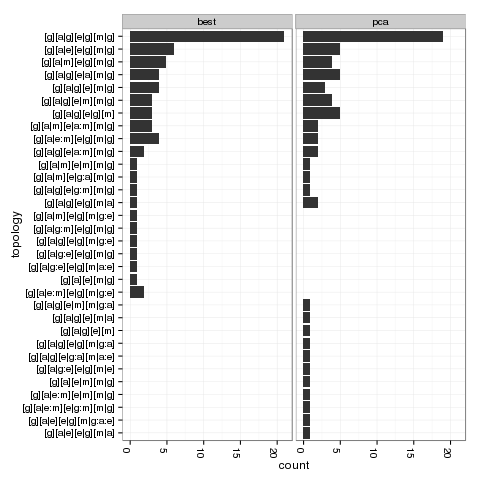 best
pca
[g][a|g][e|g][m|g]
[g][a|e][e|g][m|g]
[g][a|m][e|g][m|g]
[g][a|g][e|a][m|g]
[g][a|g][e][m|g]
[g][a|g][e|m][m|g]
[g][a|g][e|g][m]
[g][a|m][e|a:m][m|g]
[g][a|e:m][e|g][m|g]
[g][a|g][e|a:m][m|g]
[g][a|m][e|m][m|g]
[g][a|m][e|g:a][m|g]
[g][a|g][e|g:m][m|g]
[g][a|g][e|g][m|a]
[g][a|m][e|g][m|g:e]
[g][a|g:m][e|g][m|g]
[g][a|g][e|g][m|g:e]
[g][a|g:e][e|g][m|g]
[g][a|g:e][e|g][m|a:e]
[g][a|e][e][m|g]
[g][a|e:m][e|g][m|g:e]
[g][a|g][e|m][m|g:a]
[g][a|g][e][m|a]
[g][a|g][e][m]
[g][a|g][e|g][m|g:a]
[g][a|g][e|g:a][m|a:e]
[g][a|g:e][e|g][m|e]
[g][a|e][e|m][m|g]
[g][a|e:m][e|m][m|g]
[g][a|e:m][e|g:m][m|g]
[g][a|e][e|g][m|g:a:e]
[g][a|e][e|g][m|a]
topology
0 5 10 15 20 0 5 10 15 20
count